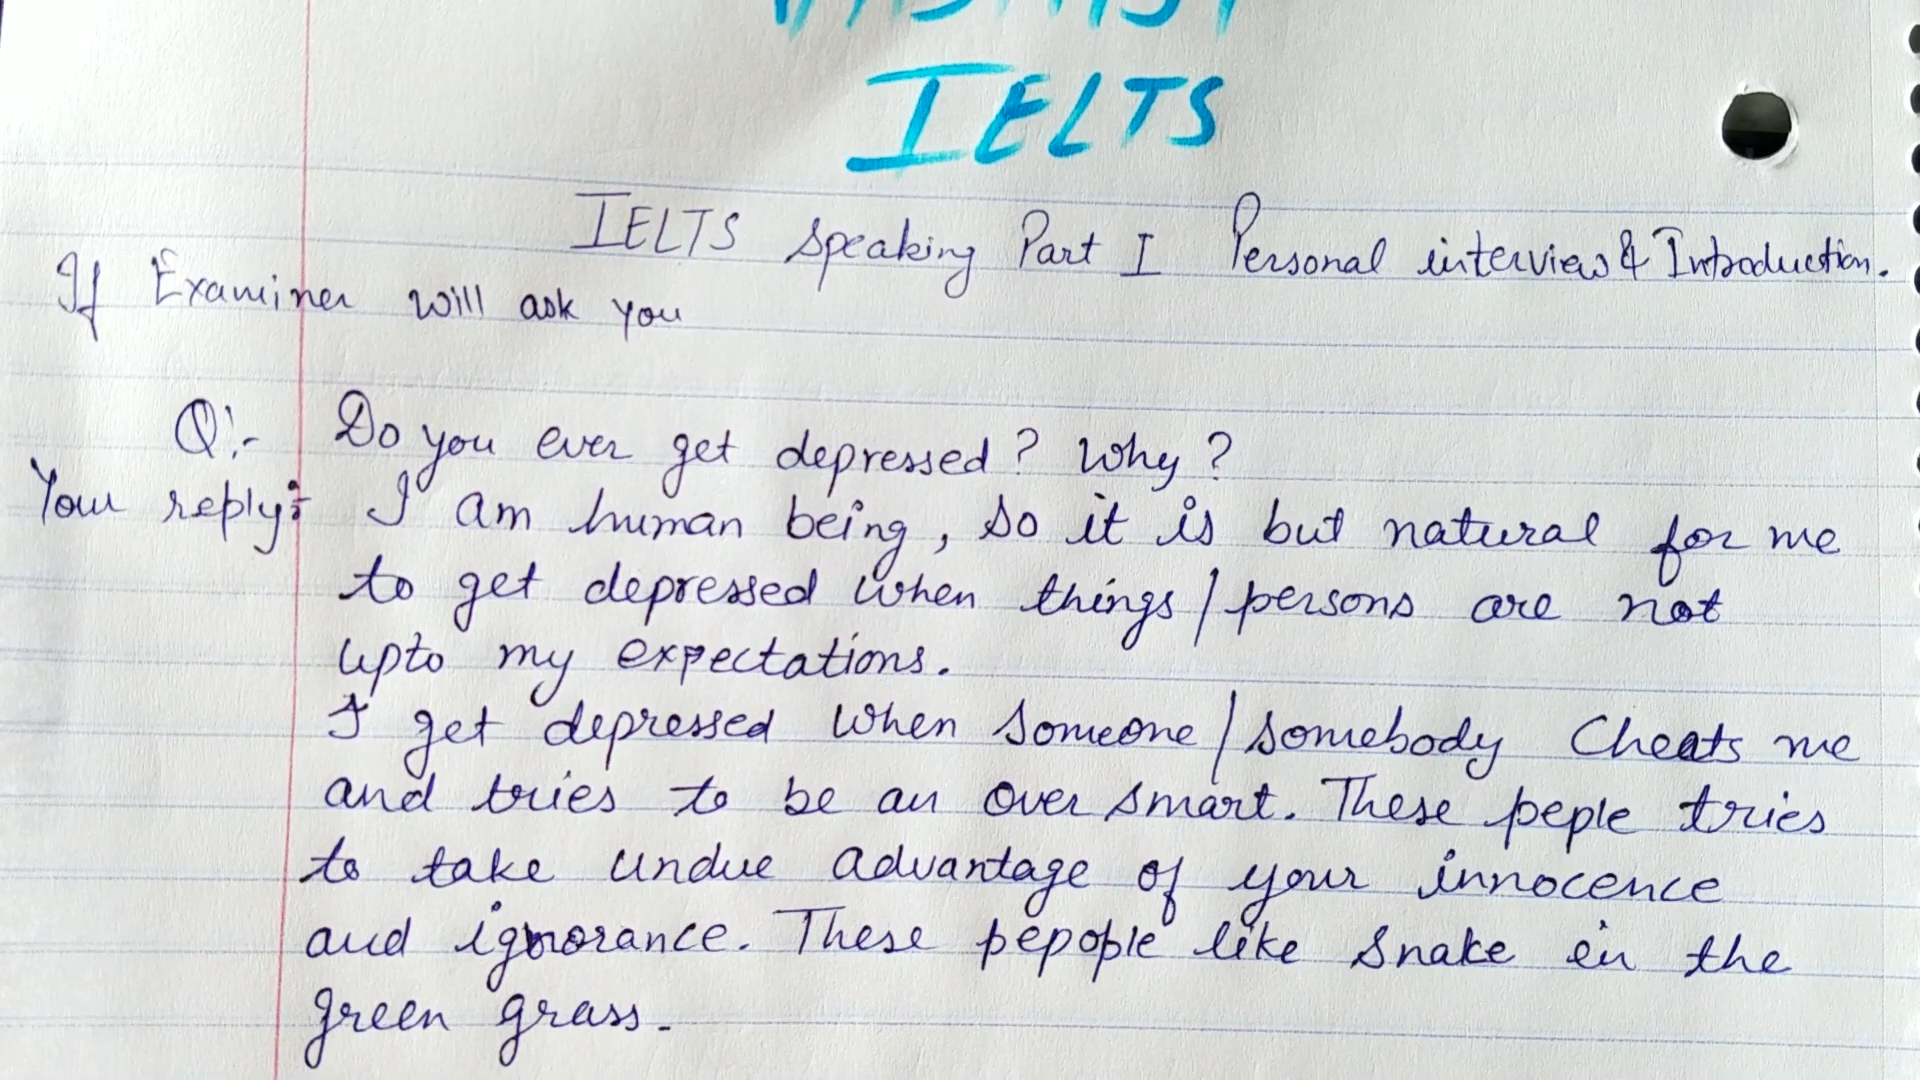 IELTS
IELTS Speaking Part I Personal interview & Introduction.
If Examiner will ask you
Q:- Do you ever get depressed? Why?
Your reply:- I am human being, so it is but natural for me
to get depressed when things / persons are not
upto my expectations.
I get depressed when someone / somebody Cheats me
and tries to be an over smart. These peple tries
to take undue advantage of your innocence
and ignorance. These pepople like snake in the
green grass.